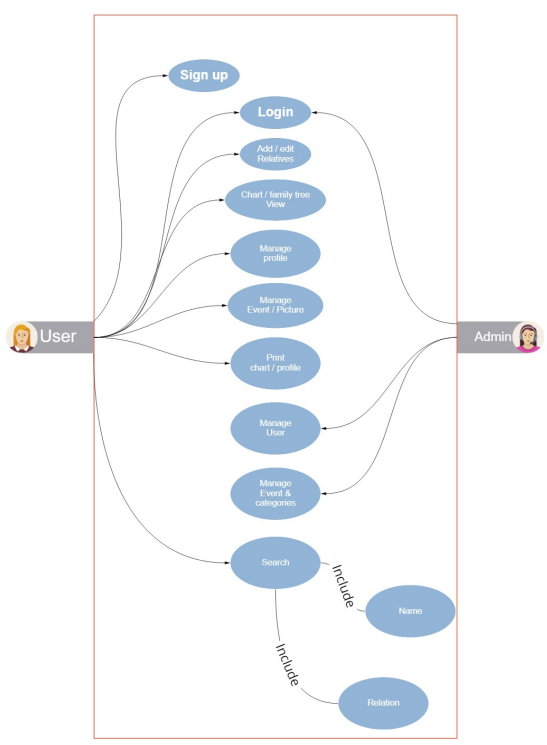 Sign up
Login
Add / edit
Relatives
Chart / family tree
View
Manage
profile
User
Manage
Event / Picture
Admin
Print
chart / profile
Manage
User
Manage
Event &
categories
Search
Include
Name
Include
Relation